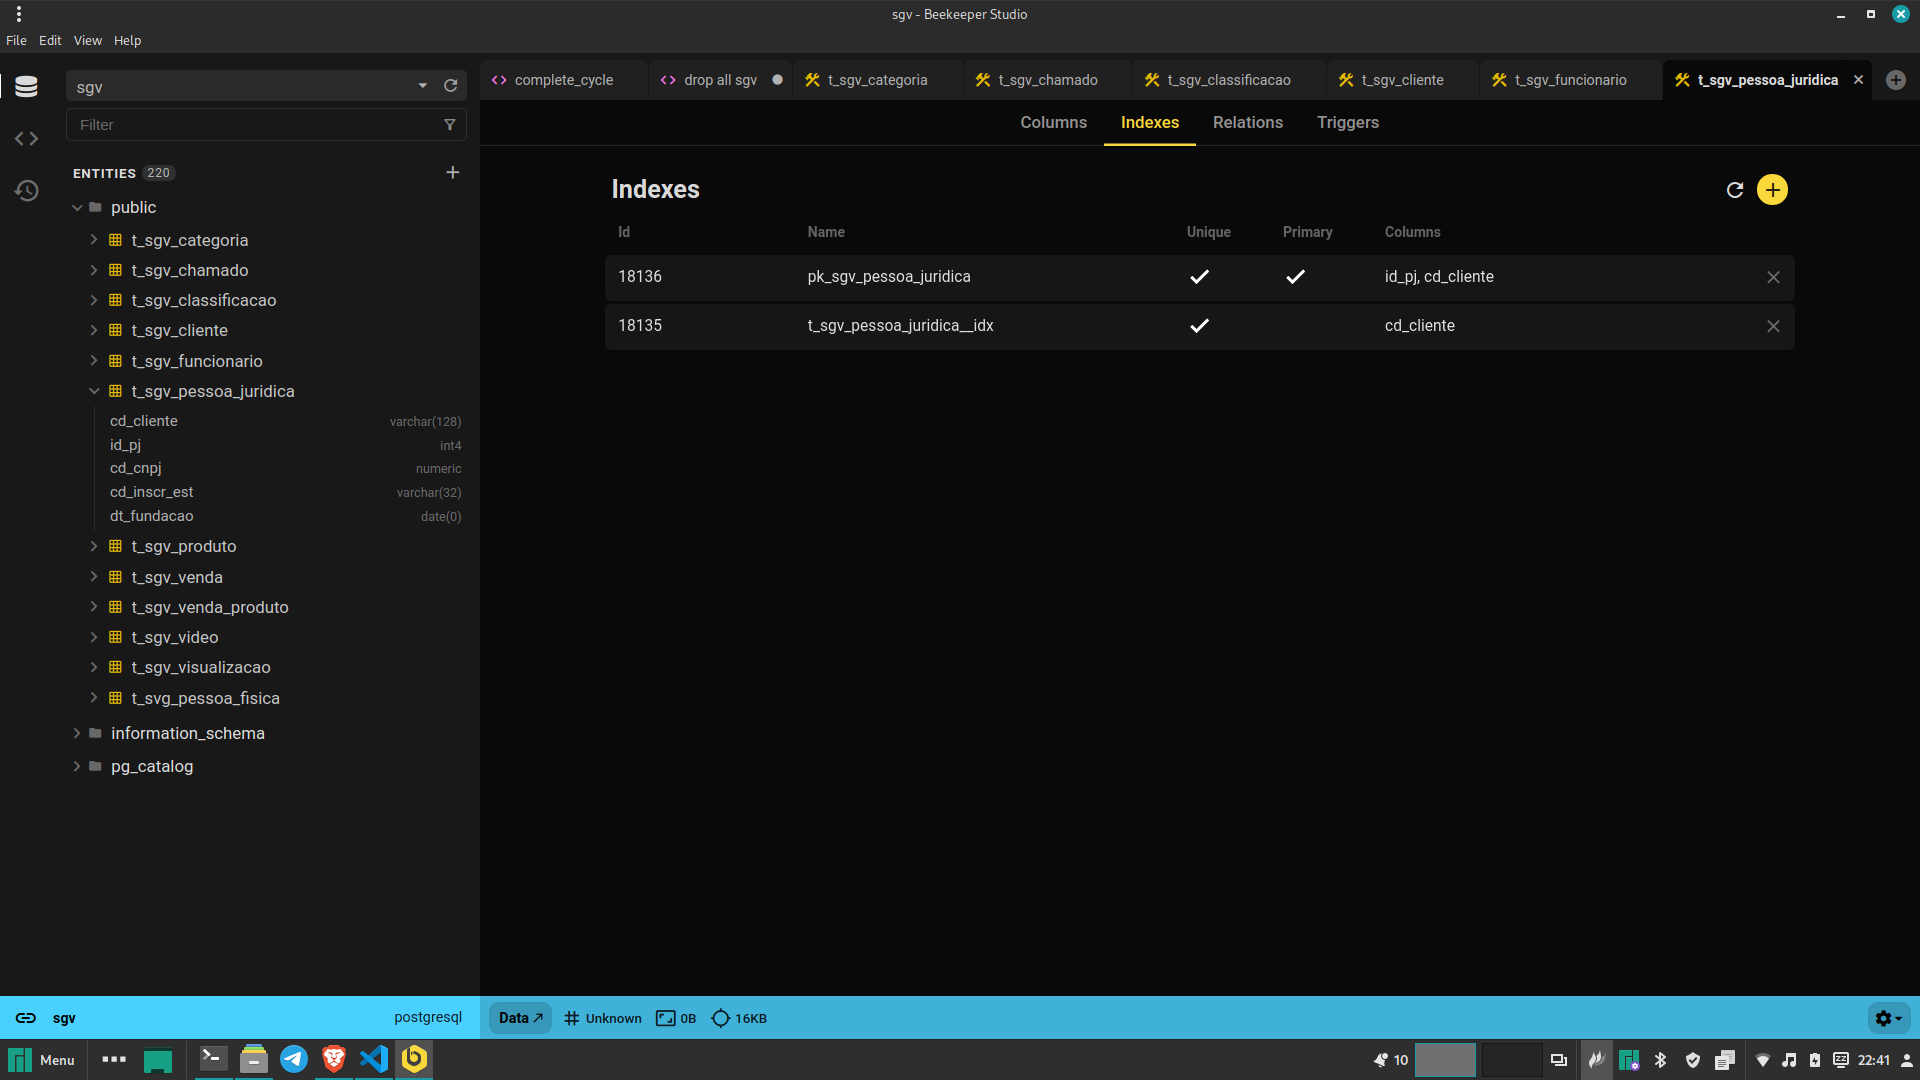 sgv - Beekeeper Studio
File Edit View Help
sgv
complete_cycle
drop all sgv
t_sgv_categoria
t_sgv_chamado
t_sgv_classificacao
t_sgv_cliente
t_sgv_funcionario
t_sgv_pessoa_juridica
Filter
Columns Indexes Relations Triggers
ENTITIES 220
public
t_sgv_categoria
t_sgv_chamado
t_sgv_classificacao
t_sgv_cliente
t_sgv_funcionario
t_sgv_pessoa_juridica
cd_cliente varchar(128)
id_pj int4
cd_cnpj numeric
cd_inscr_est varchar(32)
dt_fundacao date(0)
t_sgv_produto
t_sgv_venda
t_sgv_venda_produto
t_sgv_video
t_sgv_visualizacao
t_svg_pessoa_fisica
information_schema
pg_catalog
Indexes
Id Name Unique Primary Columns
18136 pk_sgv_pessoa_juridica id_pj, cd_cliente
18135 t_sgv_pessoa_juridica__idx cd_cliente
sgv postgresql Data Unknown 0B 16KB
Menu 10 22:41